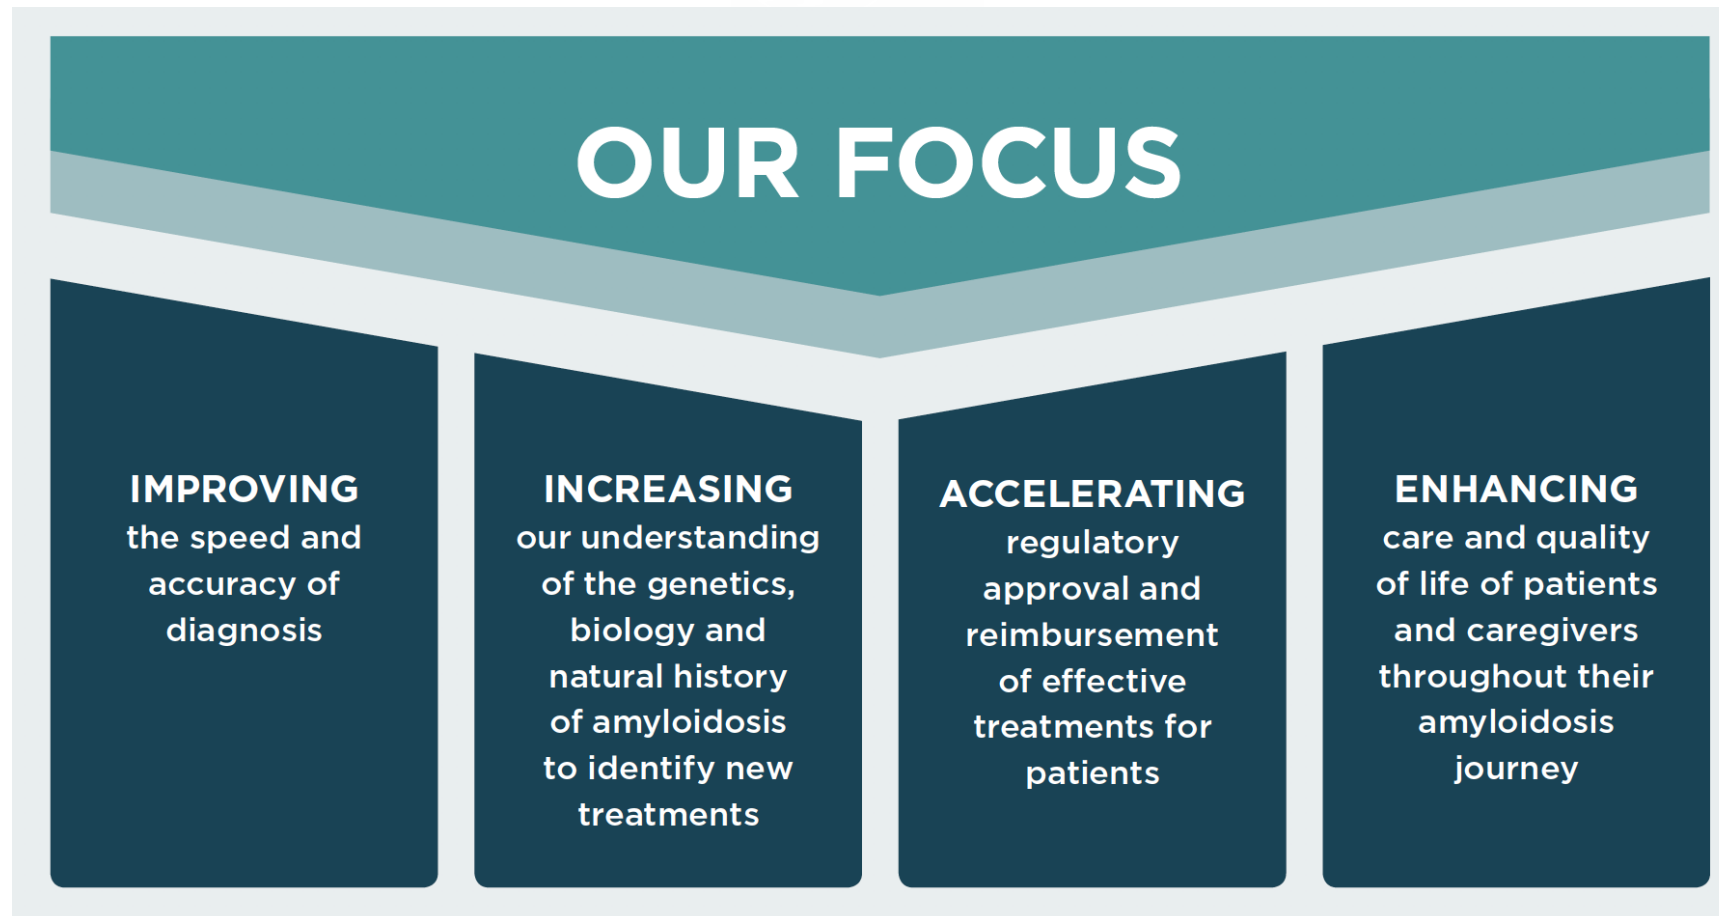 OUR FOCUS
IMPROVING
the speed and
accuracy of
diagnosis
INCREASING
our understanding
of the genetics,
biology and
natural history
of amyloidosis
to identify new
treatments
ACCELERATING
regulatory
approval and
reimbursement
of effective
treatments for
patients
ENHANCING
care and quality
of life of patients
and caregivers
throughout their
amyloidosis
journey